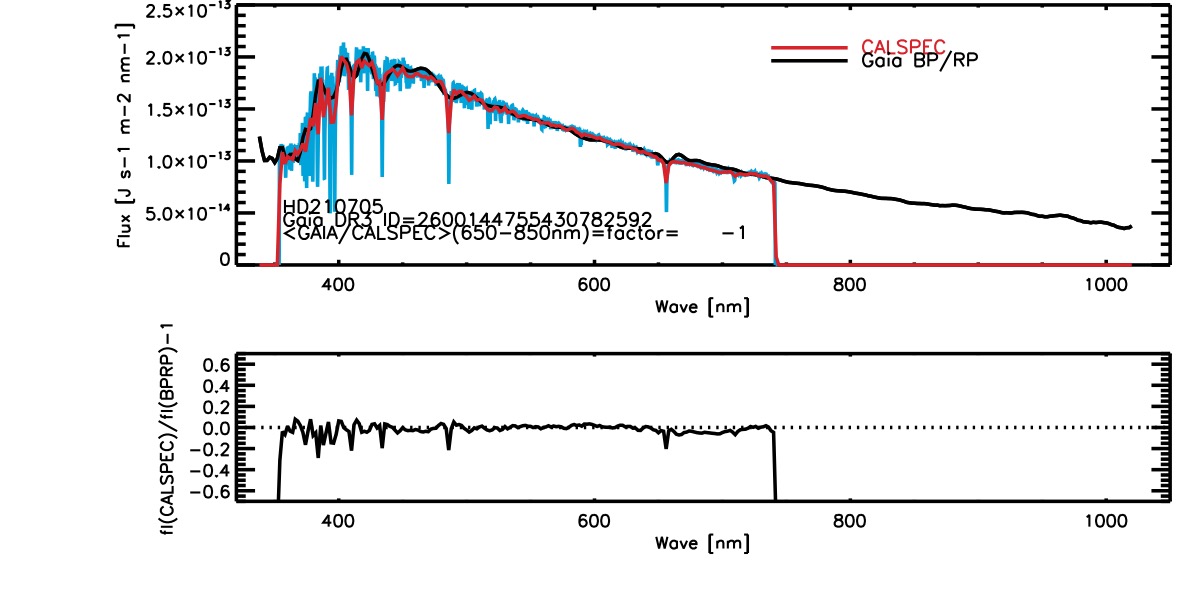 2.5×10−13
2.0×10−13
1.5×10−13
1.0×10−13
5.0×10−14
0
Flux [J s−1 m−2 nm−1]
CALSPEC
Gaia BP/RP
HD210705
Gaia DR3 ID=2600144755430782592
<GAIA/CALSPEC>(650−850nm)=factor= −1
400 600 800 1000
Wave [nm]
fl(CALSPEC)/fl(BPRP)−1
0.6
0.4
0.2
0.0
−0.2
−0.4
−0.6
400 600 800 1000
Wave [nm]